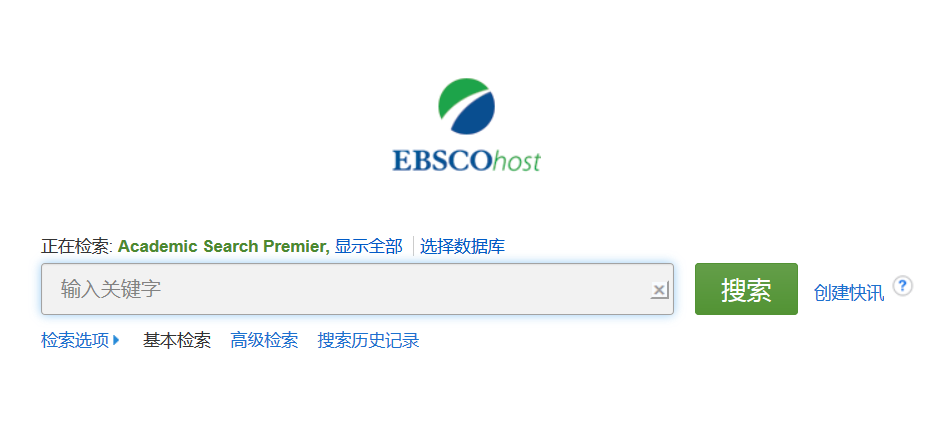 EBSCOhost
正在检索: Academic Search Premier, 显示全部 选择数据库
输入关键字 搜索 创建快讯 ?
检索选项 基本检索 高级检索 搜索历史记录